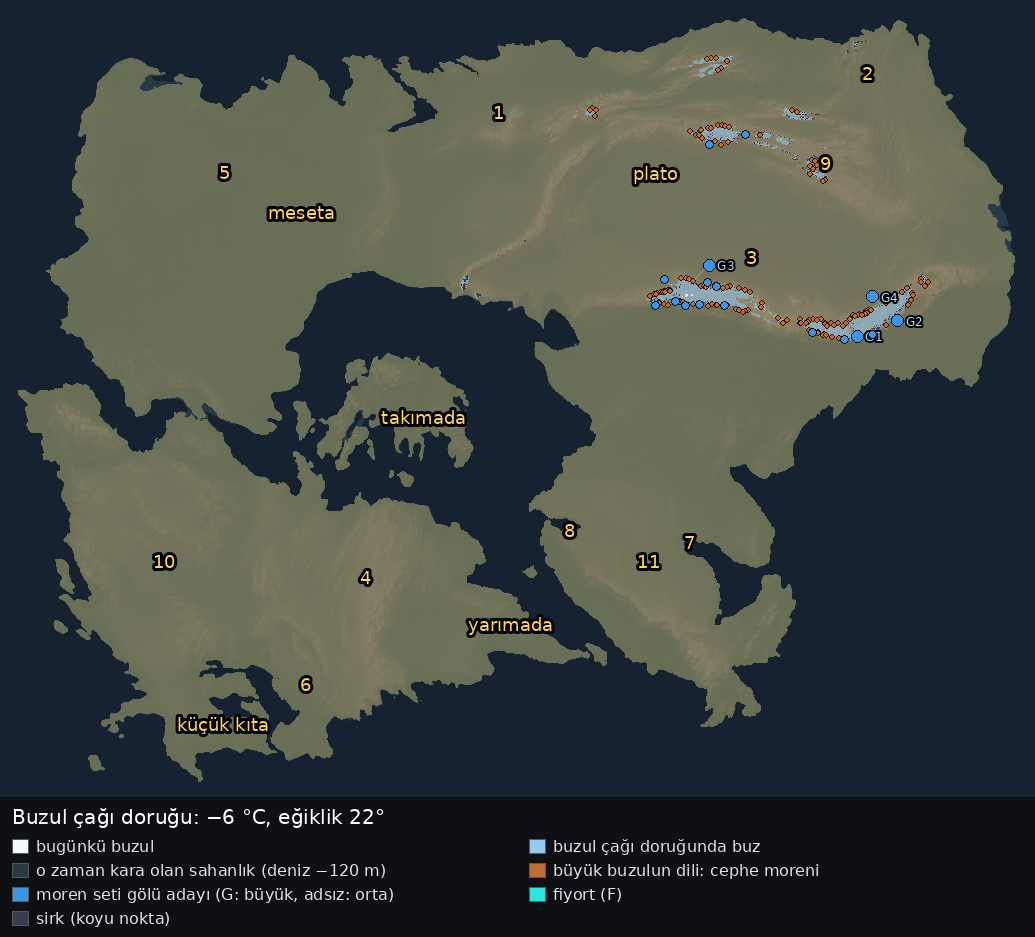 2
1
9
5
plato
meseta
3
G3
G4
G2
G1
takımada
8
7
10
11
4
yarımada
6
küçük kıta
Buzul çağı doruğu: −6 °C, eğiklik 22°
bugünkü buzul
buzul çağı doruğunda buz
o zaman kara olan sahanlık (deniz −120 m)
büyük buzulun dili: cephe moreni
moren seti gölü adayı (G: büyük, adsız: orta)
fiyort (F)
sirk (koyu nokta)